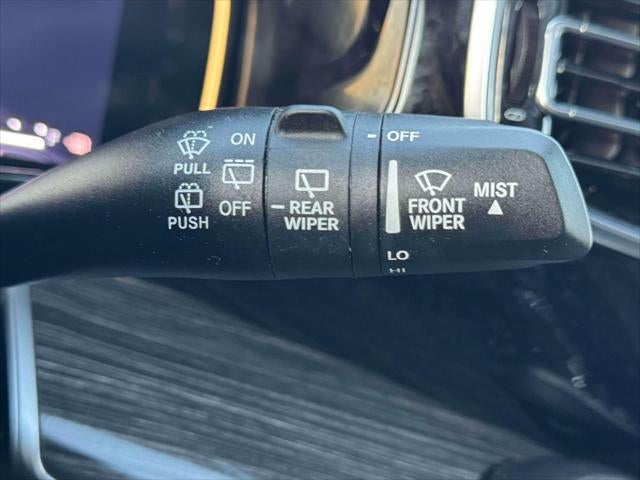 PULL
PUSH
ON
OFF
REAR
WIPER
OFF
FRONT
WIPER
MIST
LO
HI